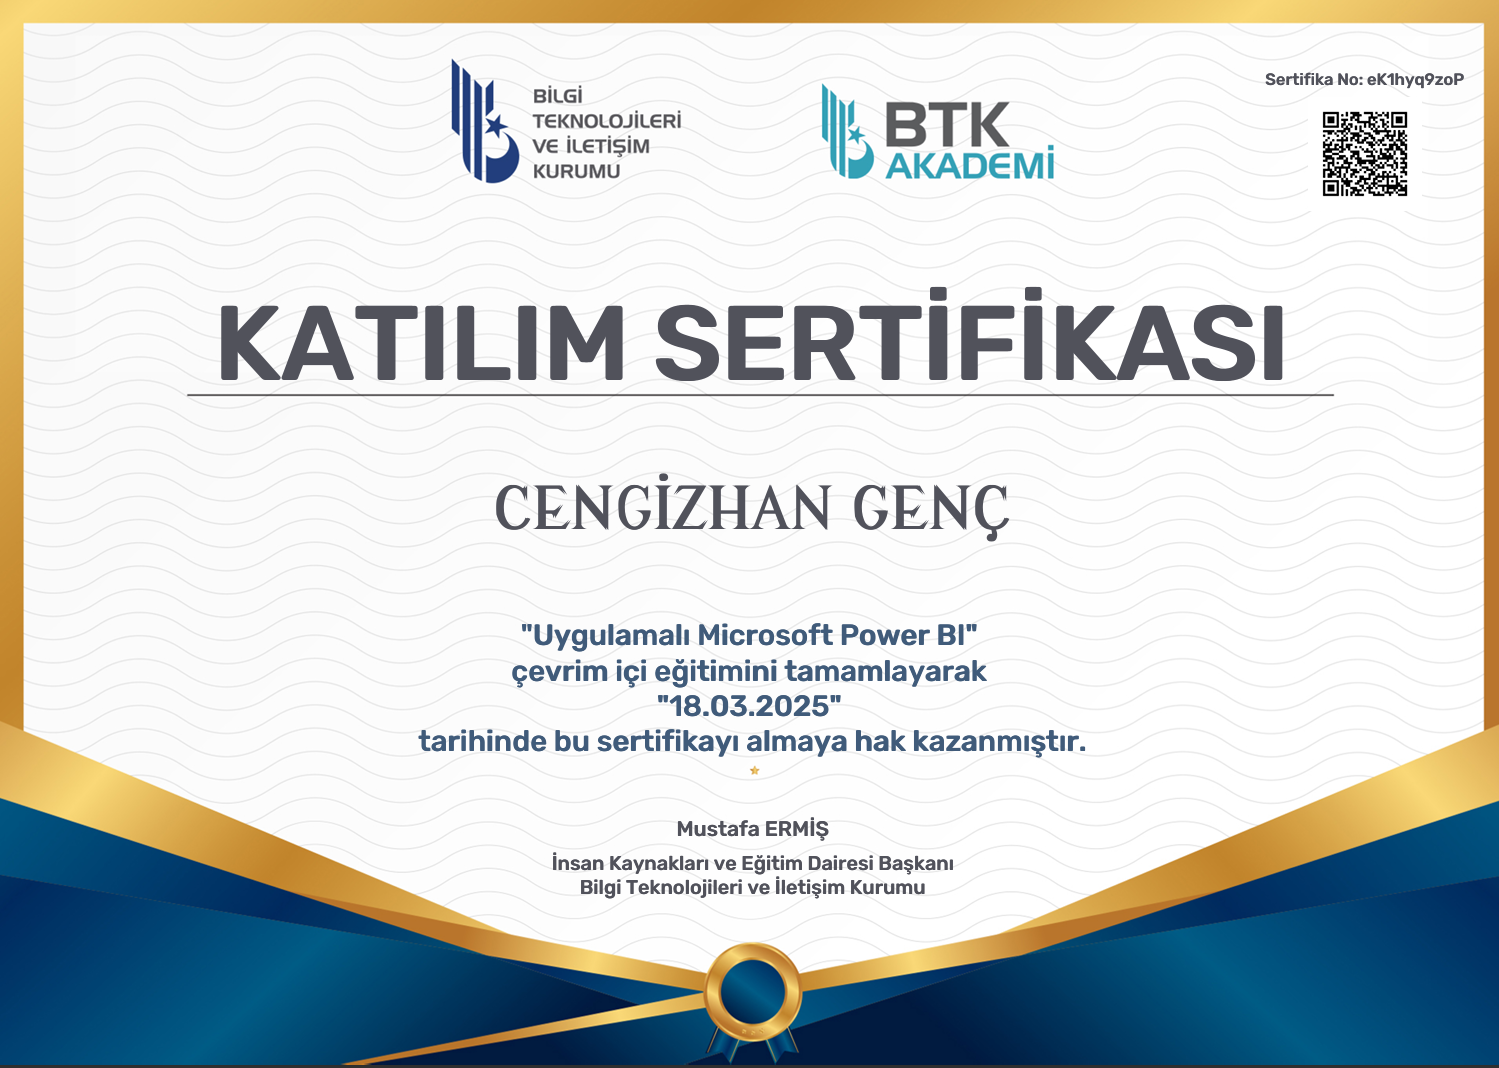 BİLGİ
TEKNOLOJİLERİ
VE İLETİŞİM
KURUMU
BTK
AKADEMİ
Sertifika No: eK1hyq9zoP
KATILIM SERTİFİKASI
CENGİZHAN GENÇ
"Uygulamalı Microsoft Power BI"
çevrim içi eğitimini tamamlayarak
"18.03.2025"
tarihinde bu sertifikayı almaya hak kazanmıştır.
Mustafa ERMİŞ
İnsan Kaynakları ve Eğitim Dairesi Başkanı
Bilgi Teknolojileri ve İletişim Kurumu